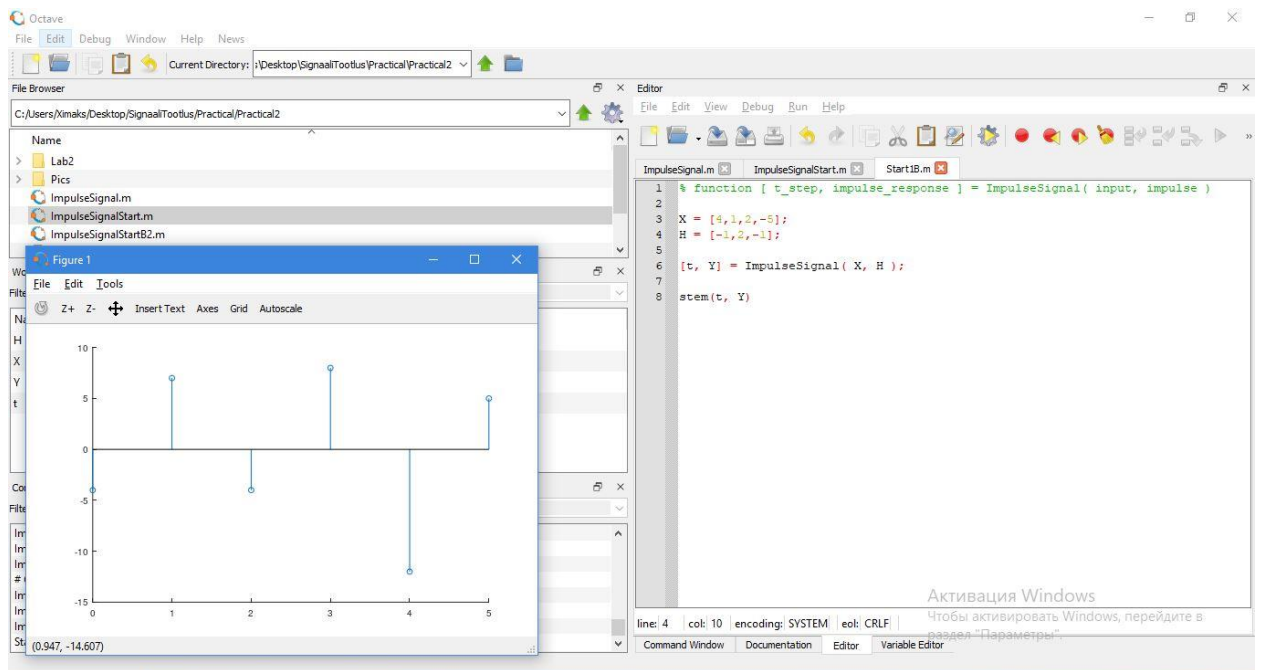 Octave
File Edit Debug Window Help News
Current Directory: :\Desktop\SignaaliTootlus\Practical\Practical2
File Browser
C:/Users/Ximaks/Desktop/SignaaliTootlus/Practical/Practical2
Name
Lab2
Pics
ImpulseSignal.m
ImpulseSignalStart.m
ImpulseSignalStartB2.m
Filte
H
X
Y
t
Filte
Figure 1
File Edit Tools
Z+ Z- Insert Text Axes Grid Autoscale
10
5
0
-5
-10
-15
0 1 2 3 4 5
(0.947, -14.607)
Editor
File Edit View Debug Run Help
»
ImpulseSignal.m ImpulseSignalStart.m Start1B.m
1 % function [ t_step, impulse_response ] = ImpulseSignal( input, impulse )
2
3 X = [4,1,2,-5];
4 H = [-1,2,-1];
5
6 [t, Y] = ImpulseSignal( X, H );
7
8 stem(t, Y)
Активация Windows
Чтобы активировать Windows, перейдите в
раздел "Параметры".
line: 4 col: 10 encoding: SYSTEM eol: CRLF
Command Window Documentation Editor Variable Editor